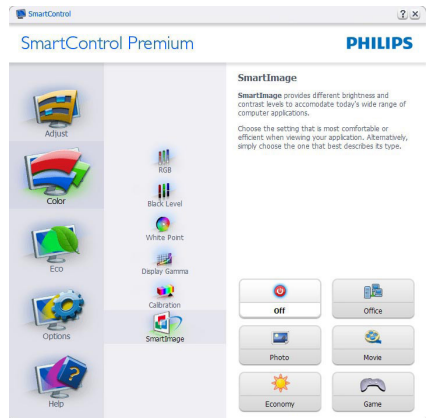 SmartControl
SmartControl Premium
PHILIPS
Adjust
Color
Eco
Options
Help
RGB
Black Level
White Point
Display Gamma
Calibration
SmartImage
SmartImage
SmartImage provides different brightness and
contrast levels to accomodate today's wide range of
computer applications.
Choose the setting that is most comfortable or
efficient when viewing your application. Alternatively,
simply choose the one that best describes its type.
Off
Office
Photo
Movie
Economy
Game